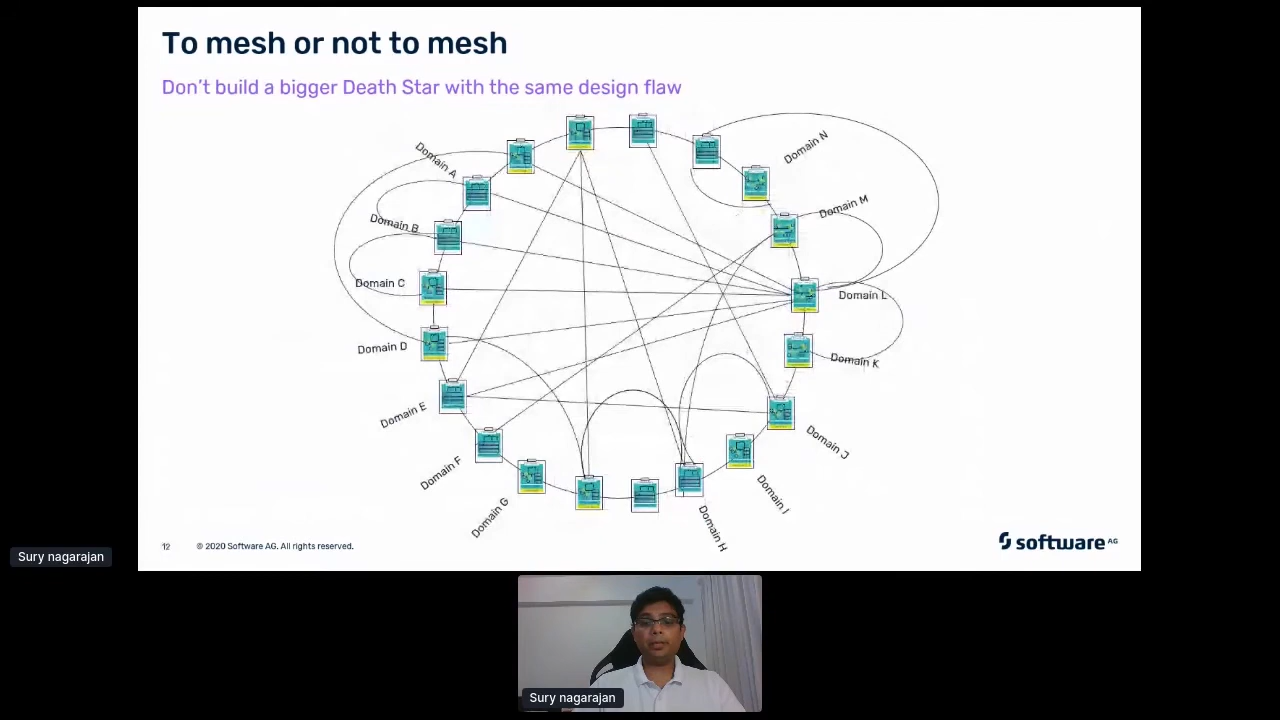 To mesh or not to mesh
Don't build a bigger Death Star with the same design flaw
Domain A
Domain B
Domain C
Domain D
Domain E
Domain F
Domain G
Domain H
Domain I
Domain J
Domain K
Domain L
Domain M
Domain N
12
© 2020 Software AG. All rights reserved.
software AG
Sury nagarajan
Sury nagarajan